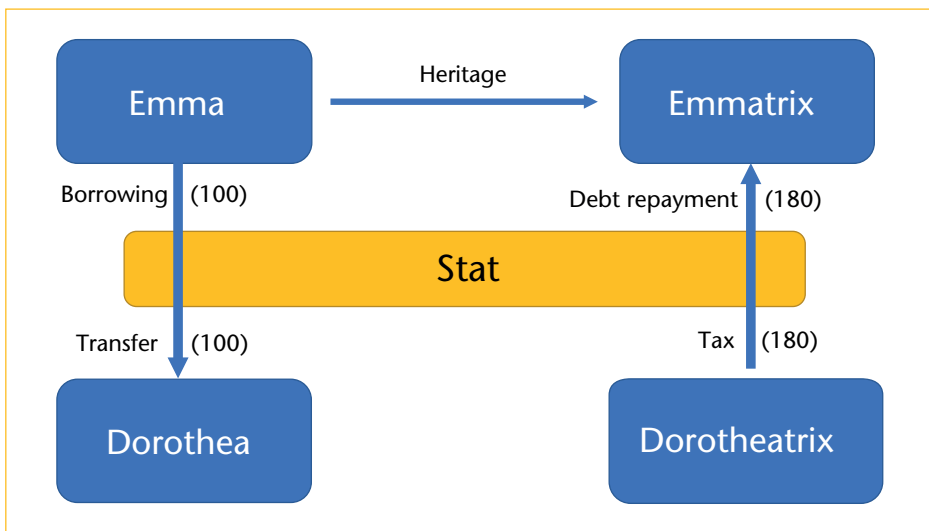 Emma
Heritage
Emmatrix
Borrowing (100)
Debt repayment (180)
Stat
Transfer (100)
Tax (180)
Dorothea
Dorotheatrix